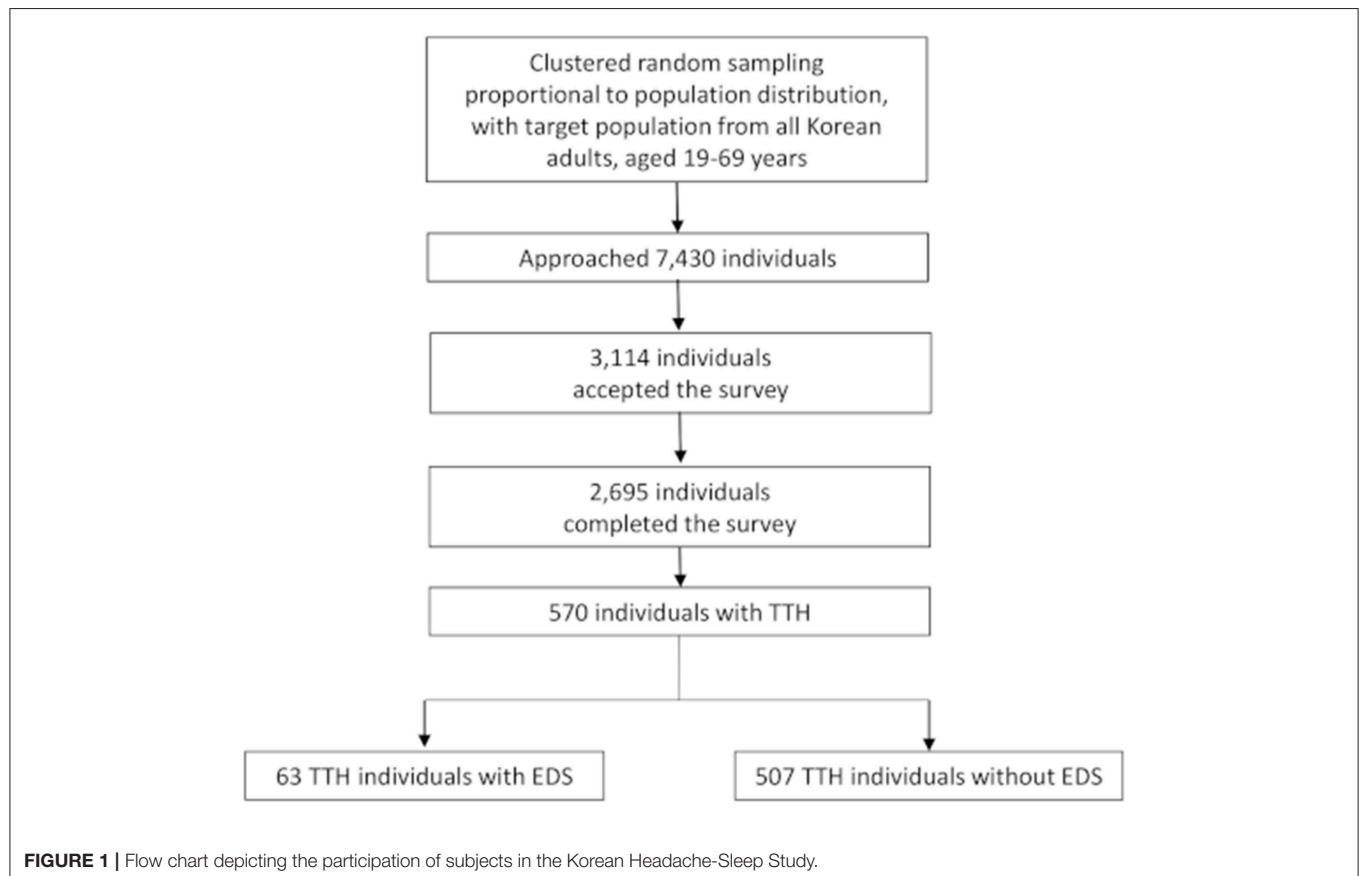 Clustered random sampling
proportional to population distribution,
with target population from all Korean
adults, aged 19-69 years
Approached 7,430 individuals
3,114 individuals
accepted the survey
2,695 individuals
completed the survey
570 individuals with TTH
63 TTH individuals with EDS
507 TTH individuals without EDS
FIGURE 1 | Flow chart depicting the participation of subjects in the Korean Headache-Sleep Study.